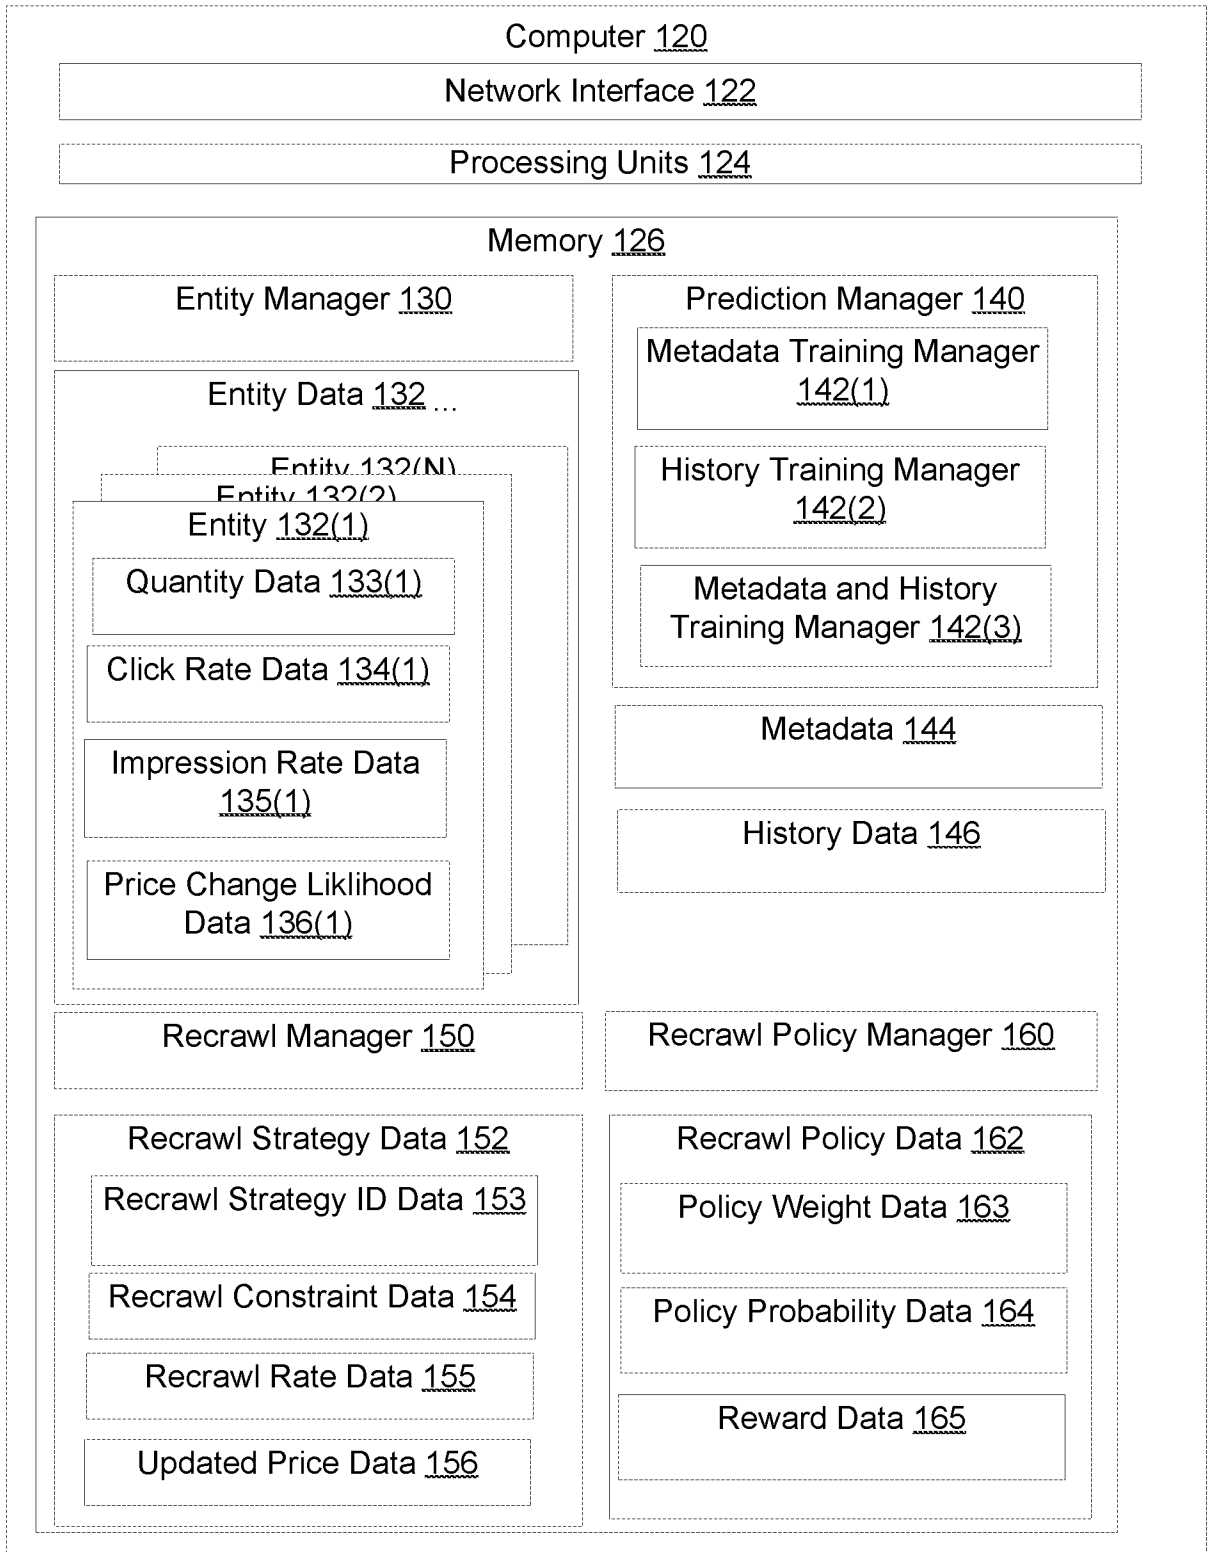 Computer 120
Network Interface 122
Processing Units 124
Memory 126
Entity Manager 130
Entity Data 132 ...
Entity 132(N)
Entity 132(2)
Entity 132(1)
Quantity Data 133(1)
Click Rate Data 134(1)
Impression Rate Data
135(1)
Price Change Liklihood
Data 136(1)
Prediction Manager 140
Metadata Training Manager
142(1)
History Training Manager
142(2)
Metadata and History
Training Manager 142(3)
Metadata 144
History Data 146
Recrawl Manager 150
Recrawl Policy Manager 160
Recrawl Strategy Data 152
Recrawl Strategy ID Data 153
Recrawl Constraint Data 154
Recrawl Rate Data 155
Updated Price Data 156
Recrawl Policy Data 162
Policy Weight Data 163
Policy Probability Data 164
Reward Data 165